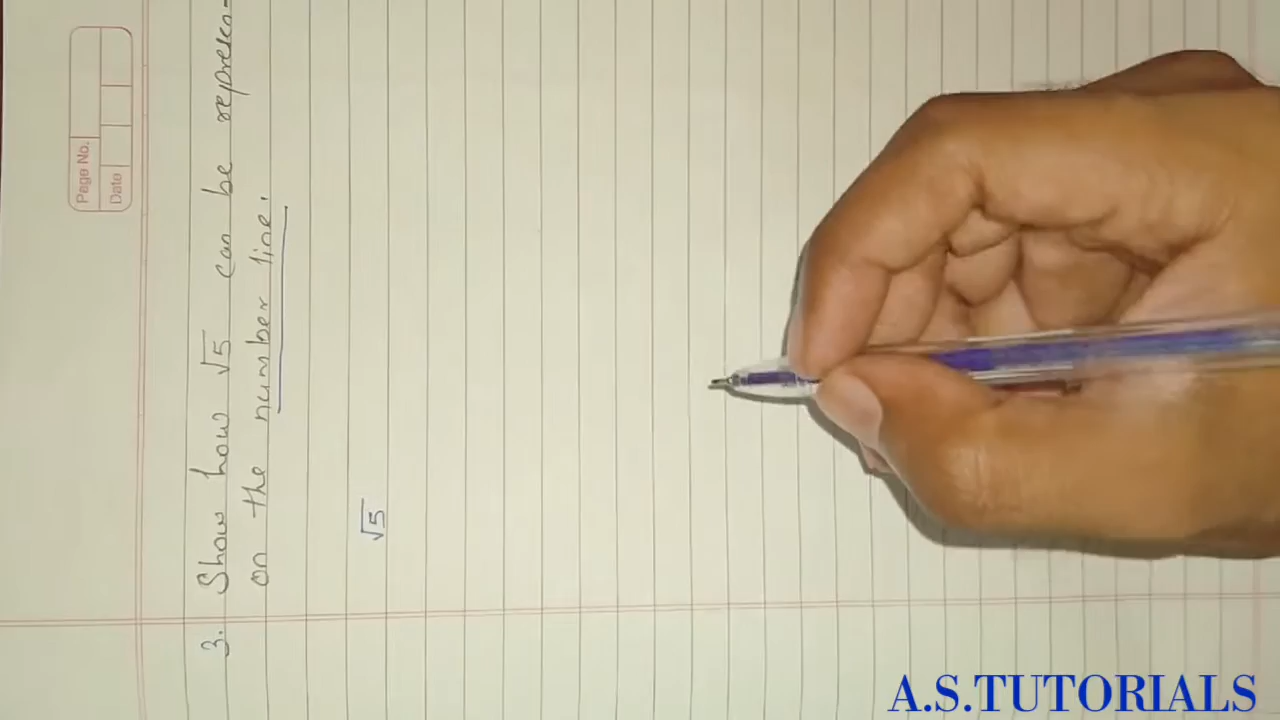 Page No.
Date
3. Show how √5 can be represen-
on the number line.
√5
A.S.TUTORIALS